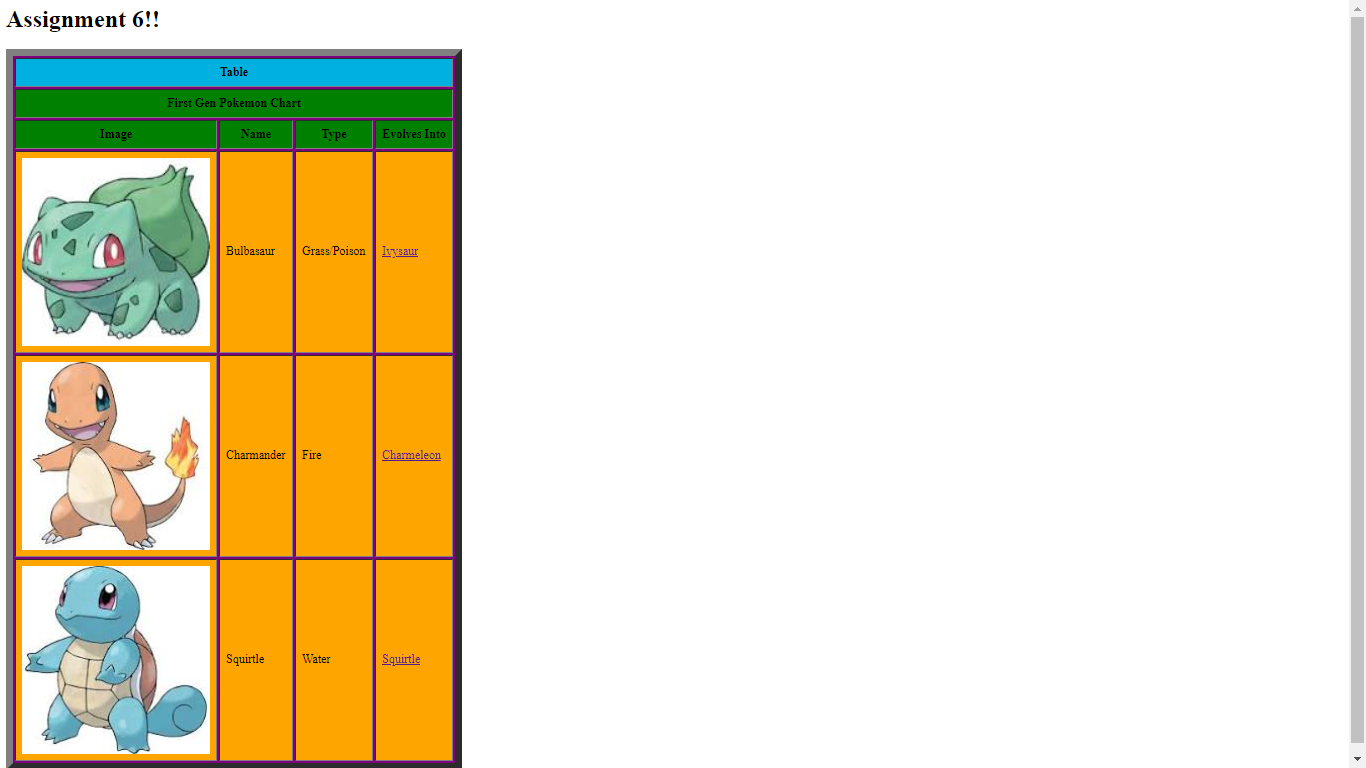 Assignment 6!!
Table
First Gen Pokemon Chart
Image Name Type Evolves Into
Bulbasaur Grass/Poison Ivysaur
Charmander Fire Charmeleon
Squirtle Water Squirtle